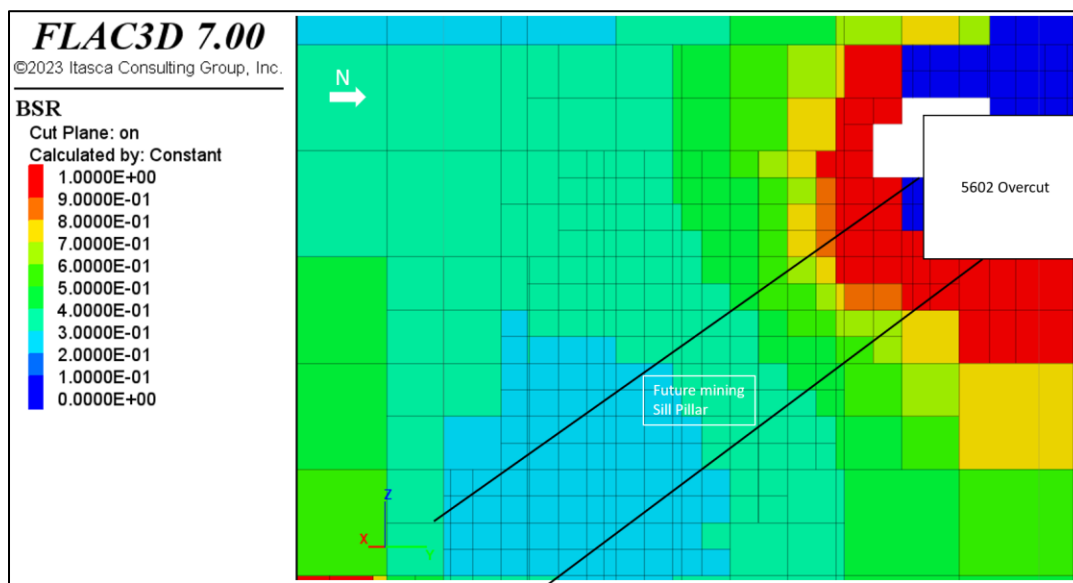 FLAC3D 7.00
©2023 Itasca Consulting Group, Inc.
BSR
Cut Plane: on
Calculated by: Constant
1.0000E+00
9.0000E-01
8.0000E-01
7.0000E-01
6.0000E-01
5.0000E-01
4.0000E-01
3.0000E-01
2.0000E-01
1.0000E-01
0.0000E+00
N
5602 Overcut
Future mining
Sill Pillar
Z
X
Y